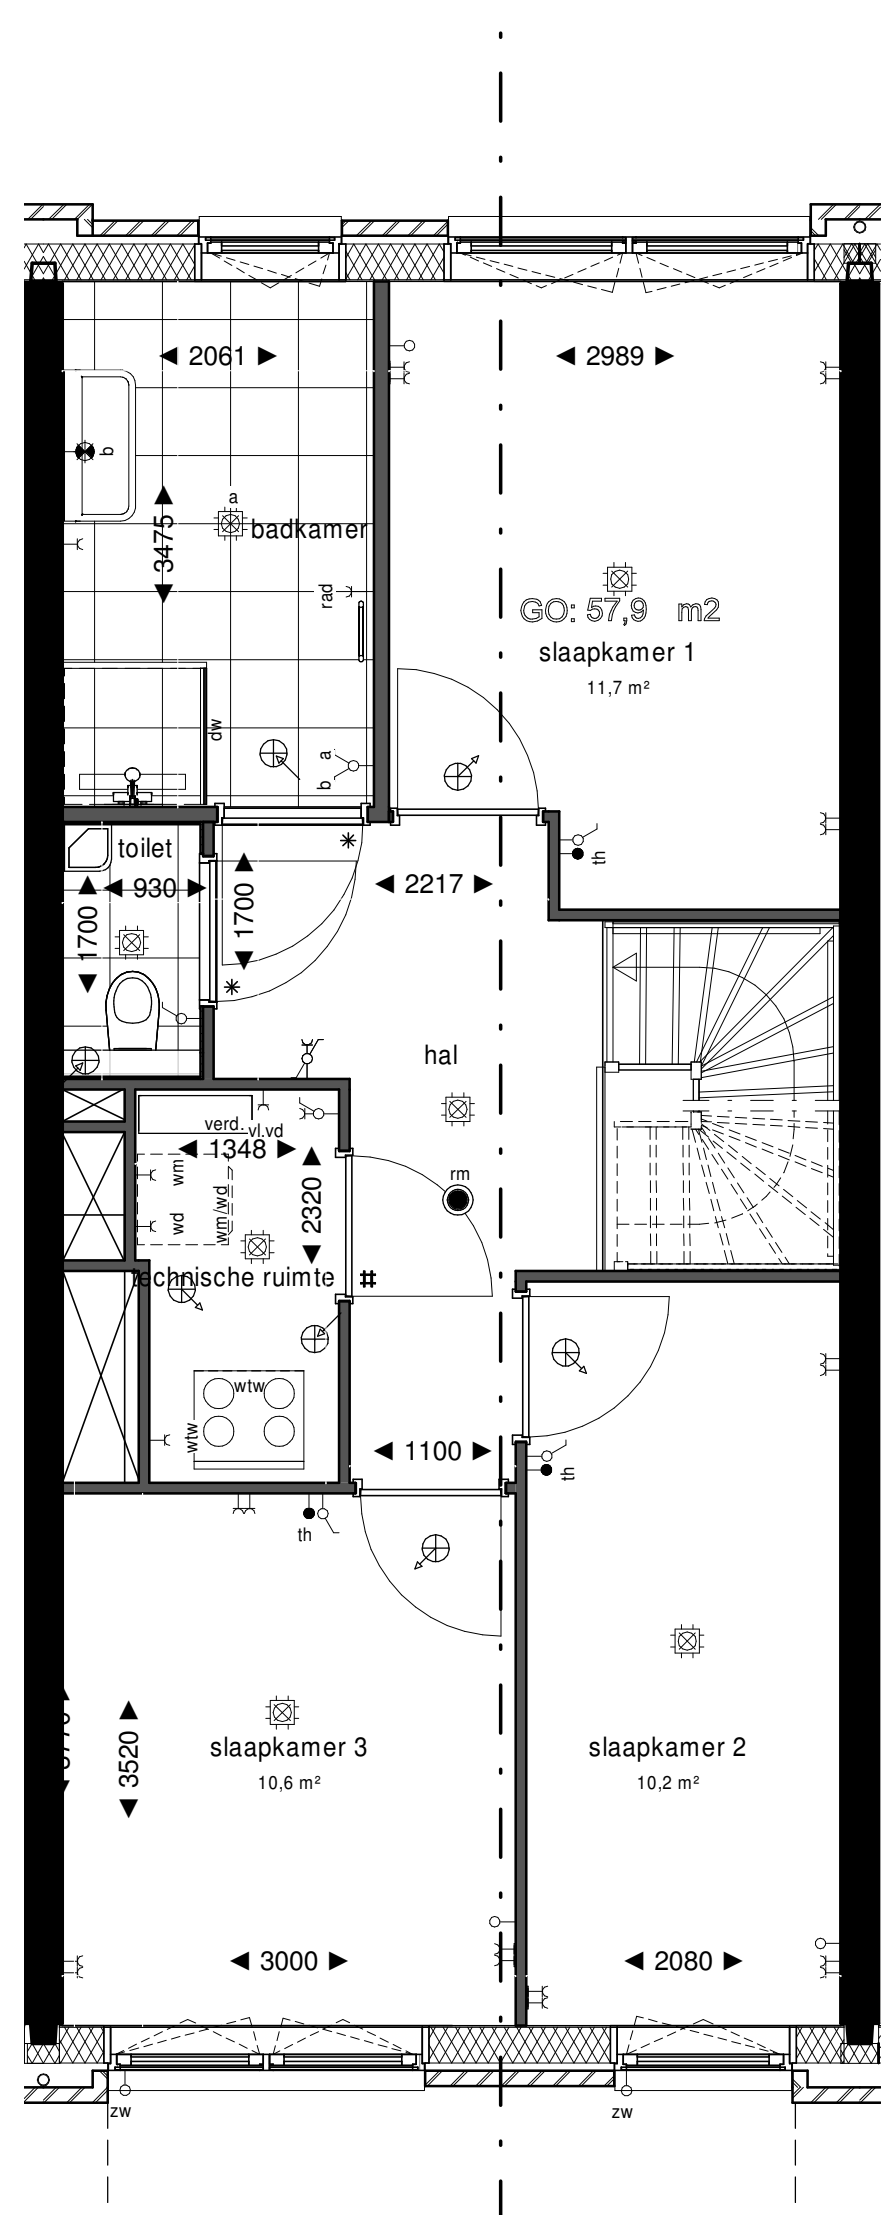 2061
2989
b
a
3475
badkamer
rad
GO: 57,9 m2
slaapkamer 1
11,7 m²
dw
a
b
toilet
th
930
2217
1700
1700
hal
verd.
vl.vd
1348
rm
wm
2320
wd
wm/wd
technische ruimte
wtw
wtw
1100
th
th
slaapkamer 3
10,6 m²
slaapkamer 2
10,2 m²
3520
3000
2080
zw
zw